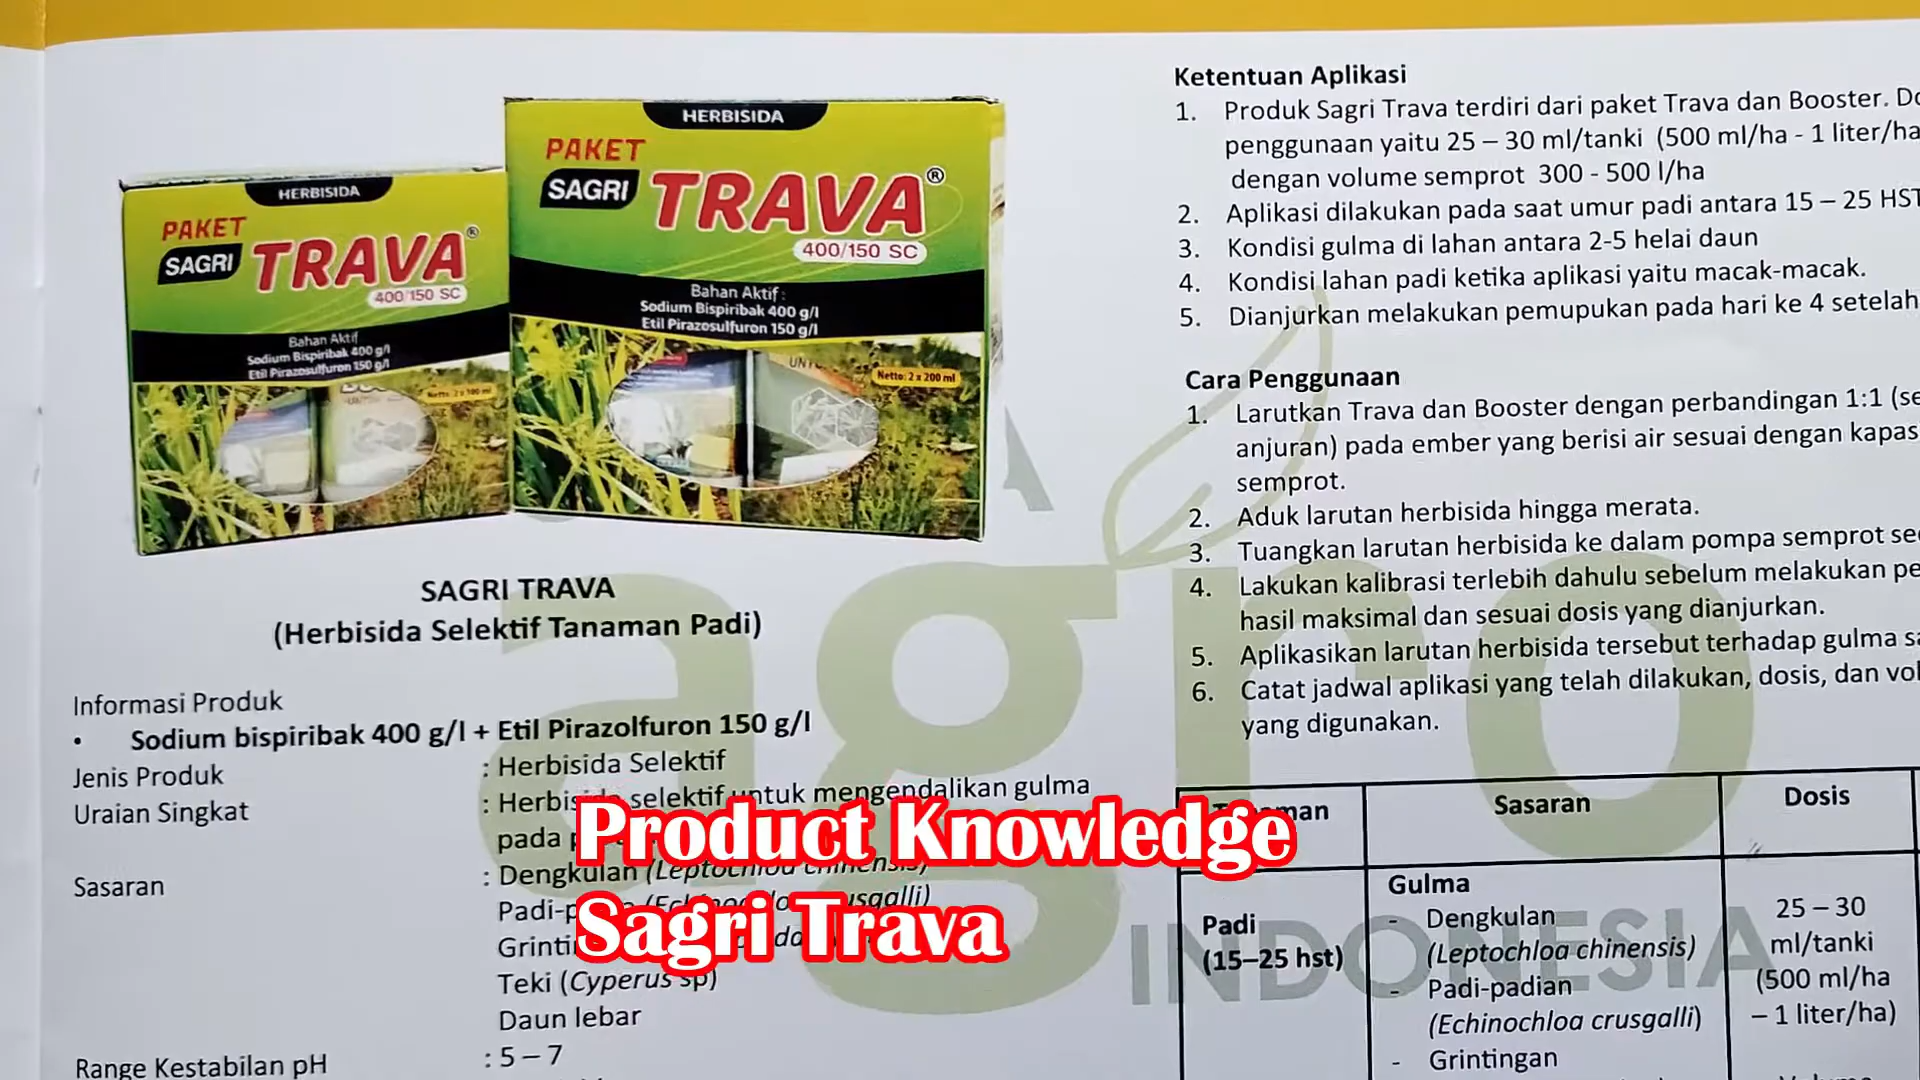 HERBISIDA
PAKET
SAGRI TRAVA®
400/150 SC
Bahan Aktif
Sodium Bispiribak 400 g/l
Etil Pirazosulfuron 150 g/l
Netto: 2 x 100 ml
HERBISIDA
PAKET
SAGRI TRAVA®
400/150 SC
Bahan Aktif :
Sodium Bispiribak 400 g/l
Etil Pirazosulfuron 150 g/l
Netto: 2 x 200 ml
SAGRI TRAVA
(Herbisida Selektif Tanaman Padi)
Informasi Produk
• Sodium bispiribak 400 g/l + Etil Pirazolfuron 150 g/l
Jenis Produk : Herbisida Selektif
Uraian Singkat : Herbisida selektif untuk mengendalikan gulma
pada
Sasaran : Dengkulan (Leptochloa chinensis)
Teki (Cyperus sp)
Daun lebar
Range Kestabilan pH : 5 – 7
Ketentuan Aplikasi
1. Produk Sagri Trava terdiri dari paket Trava dan Booster.
penggunaan yaitu 25 – 30 ml/tanki (500 ml/ha - 1 liter/ha
dengan volume semprot 300 - 500 l/ha
2. Aplikasi dilakukan pada saat umur padi antara 15 – 25 HST
3. Kondisi gulma di lahan antara 2-5 helai daun
4. Kondisi lahan padi ketika aplikasi yaitu macak-macak.
5. Dianjurkan melakukan pemupukan pada hari ke 4 setelah
Cara Penggunaan
1. Larutkan Trava dan Booster dengan perbandingan 1:1
anjuran) pada ember yang berisi air sesuai dengan
semprot.
2. Aduk larutan herbisida hingga merata.
3. Tuangkan larutan herbisida ke dalam pompa semprot
4. Lakukan kalibrasi terlebih dahulu sebelum melakukan
hasil maksimal dan sesuai dosis yang dianjurkan.
5. Aplikasikan larutan herbisida tersebut terhadap gulma
6. Catat jadwal aplikasi yang telah dilakukan, dosis, dan
yang digunakan.
Sasaran Dosis
Padi
(15–25 hst)
Gulma
- Dengkulan
(Leptochloa chinensis)
- Padi-padian
(Echinochloa crusgalli)
- Grintingan
25 – 30
ml/tanki
(500 ml/ha
– 1 liter/ha)
agro
INDONESIA
Product Knowledge
Sagri Trava